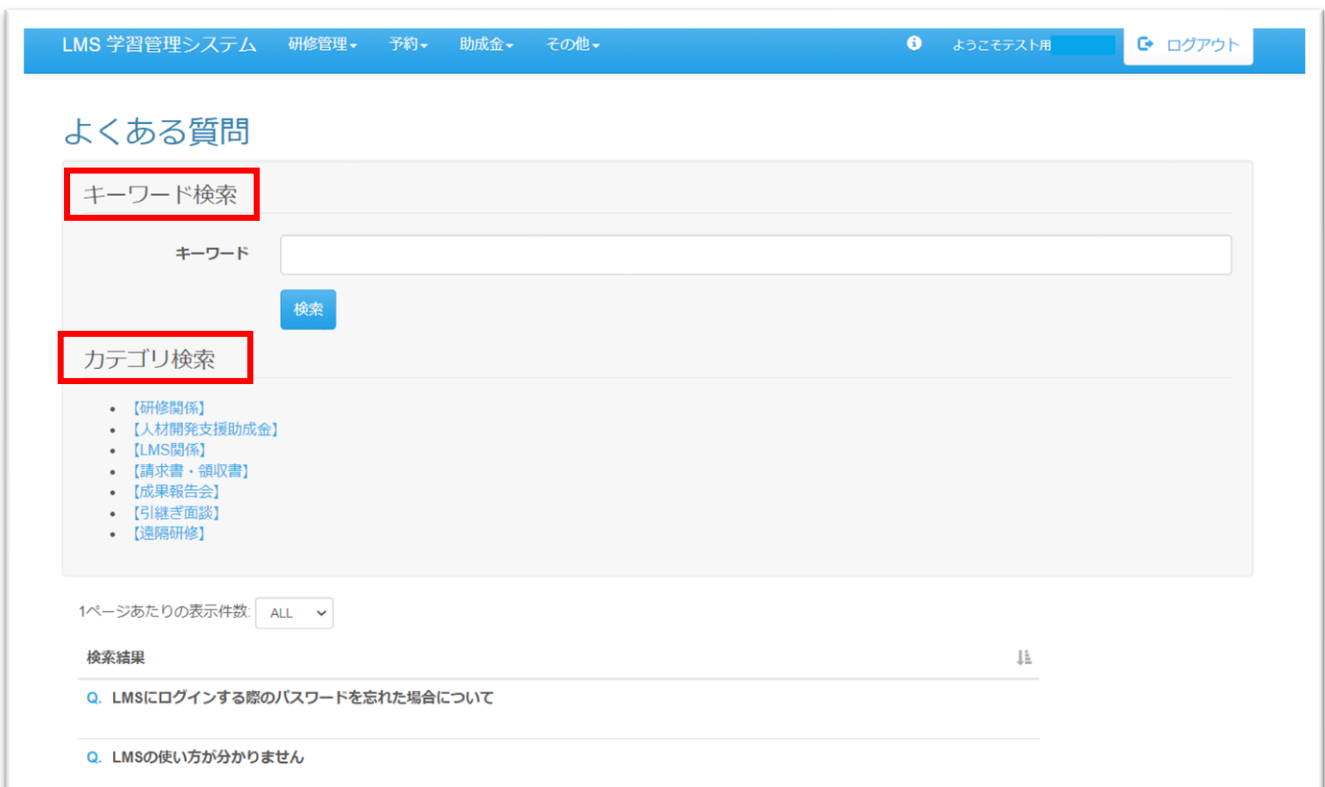 LMS 学習管理システム 研修管理 予約 助成金 その他 ようこそテスト用 ログアウト
よくある質問
キーワード検索
キーワード
検索
カテゴリ検索
【研修関係】
【人材開発支援助成金】
【LMS関係】
【請求書・領収書】
【成果報告会】
【引継ぎ面談】
【遠隔研修】
1ページあたりの表示件数: ALL
検索結果
Q. LMSにログインする際のパスワードを忘れた場合について
Q. LMSの使い方が分かりません